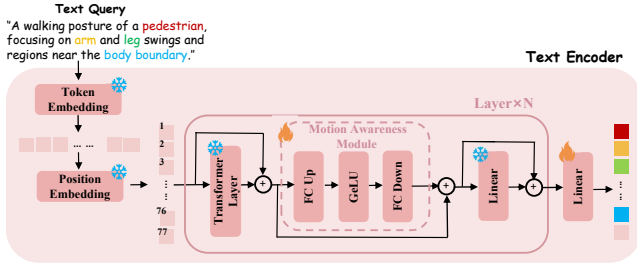 Text Query
“A walking posture of a pedestrian,
focusing on arm and leg swings and
regions near the body boundary.”
Text Encoder
Token
Embedding
... ...
Position
Embedding
1
2
3
76
77
Layer×N
Transformer
Layer
+
Motion Awareness
Module
FC Up
GeLU
FC Down
+
Linear
+
Linear